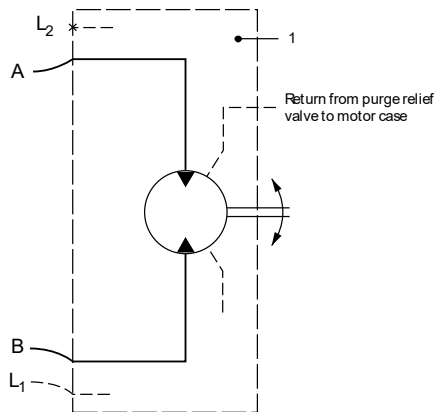 L2
1
A
Return from purge relief
valve to motor case
B
L1